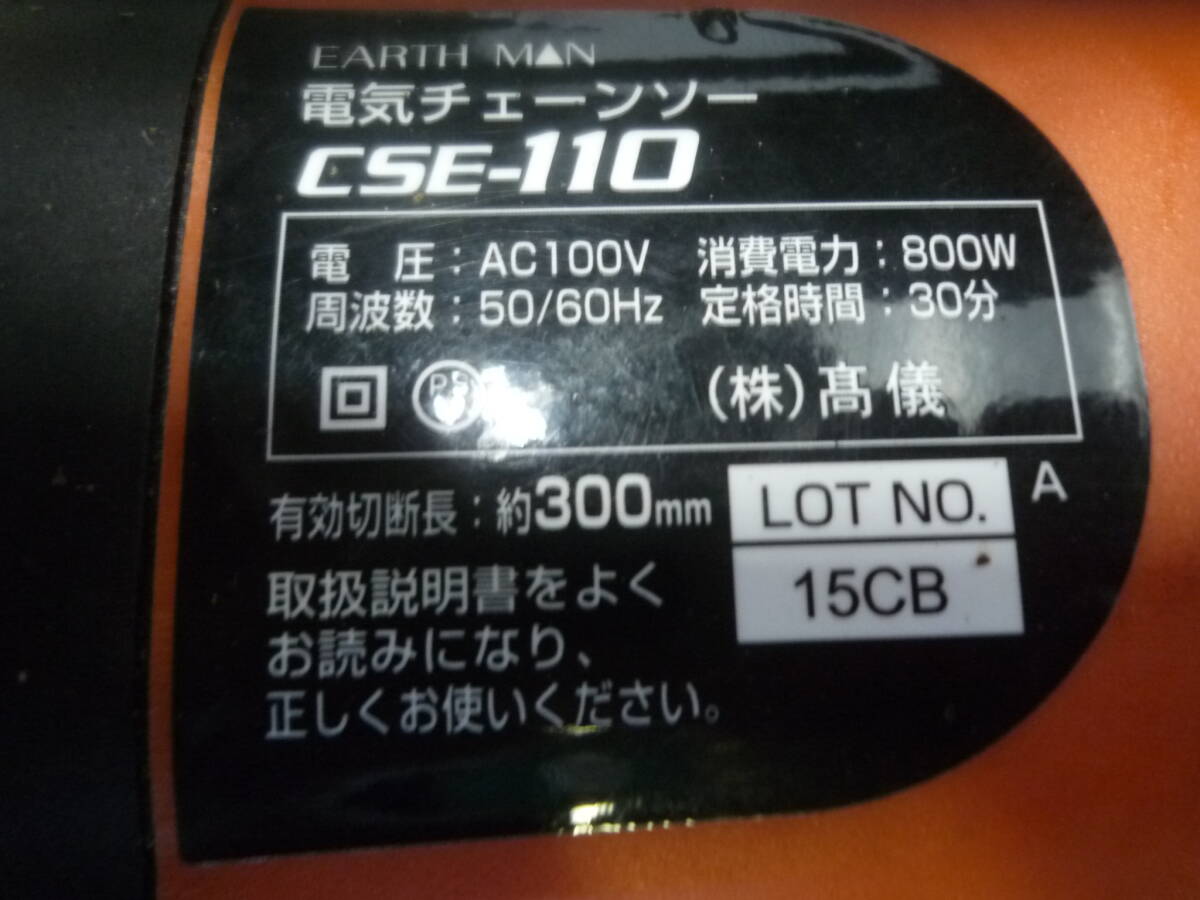 EARTH MAN
電気チェーンソー
CSE-110
電 圧：AC100V 消費電力：800W
周波数：50/60Hz 定格時間：30分
PS
(株)髙儀
有効切断長：約300mm
LOT NO. A
15CB
取扱説明書をよく
お読みになり、
正しくお使いください。